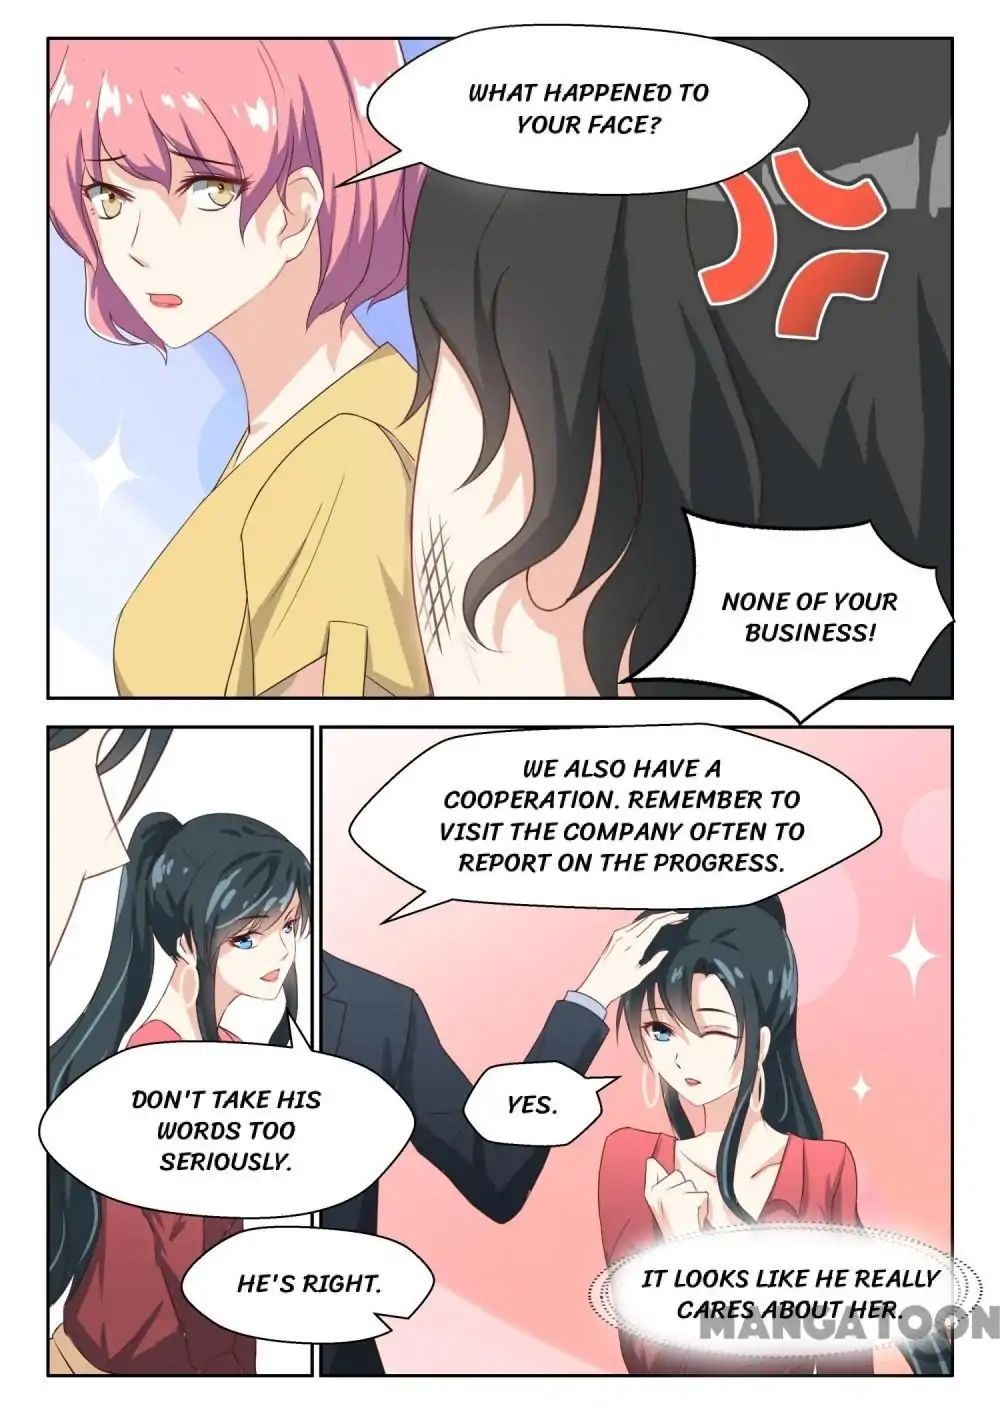 WHAT HAPPENED TO
YOUR FACE?
NONE OF YOUR
BUSINESS!
DON'T TAKE HIS
WORDS TOO
SERIOUSLY.
HE'S RIGHT.
WE ALSO HAVE A
COOPERATION. REMEMBER TO
VISIT THE COMPANY OFTEN TO
REPORT ON THE PROGRESS.
YES.
IT LOOKS LIKE HE REALLY
CARES ABOUT HER.
MANGATOON